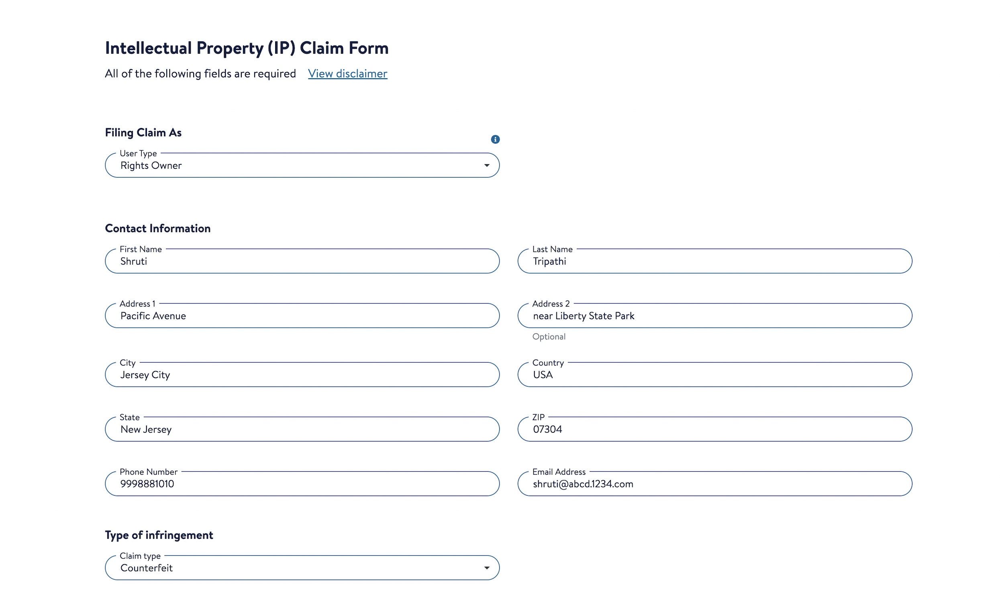 Intellectual Property (IP) Claim Form
All of the following fields are required View disclaimer
Filing Claim As
User Type
Rights Owner
Contact Information
First Name
Shruti
Last Name
Tripathi
Address 1
Pacific Avenue
Address 2
near Liberty State Park
Optional
City
Jersey City
Country
USA
State
New Jersey
ZIP
07304
Phone Number
9998881010
Email Address
shruti@abcd.1234.com
Type of infringement
Claim type
Counterfeit